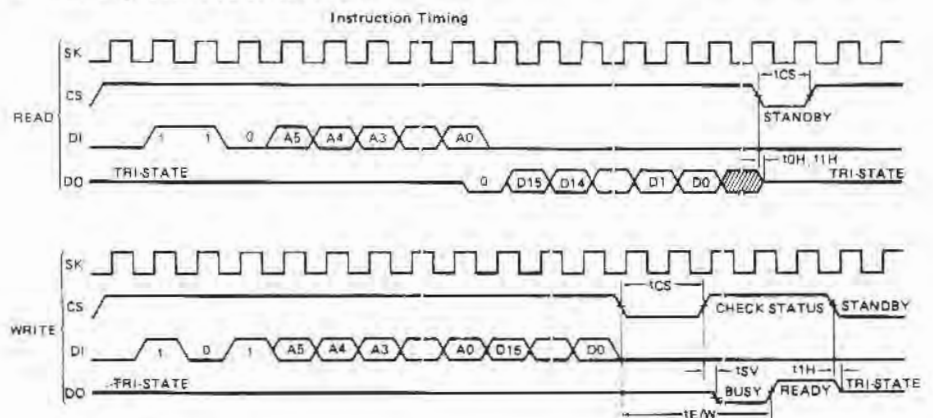 Instruction Timing
READ
SK
CS
tCS
STANDBY
DI
1 1 0 A5 A4 A3 A0
t0H, t1H
DO
TRI-STATE
0 D15 D14 D1 D0
TRI-STATE
WRITE
SK
CS
tCS
CHECK STATUS
STANDBY
DI
1 0 1 A5 A4 A3 A0 D15 D0
tSV
t1H
DO
TRI-STATE
BUSY
READY
TRI-STATE
tE/W